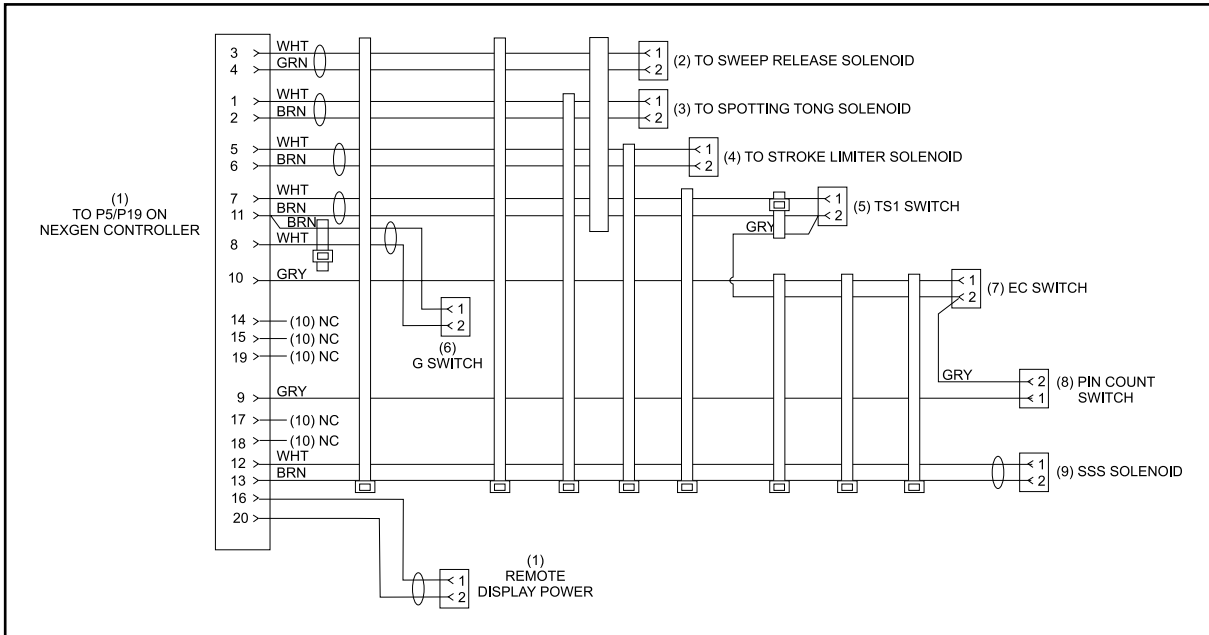 (1)
TO P5/P19 ON
NEXGEN CONTROLLER
3 WHT
4 GRN
1 WHT
2 BRN
5 WHT
6 BRN
7 WHT
11 BRN
BRN
8 WHT
10 GRY
14 (10) NC
15 (10) NC
19 (10) NC
9 GRY
17 (10) NC
18 (10) NC
12 WHT
13 BRN
16
20
1
2
(2) TO SWEEP RELEASE SOLENOID
1
2
(3) TO SPOTTING TONG SOLENOID
1
2
(4) TO STROKE LIMITER SOLENOID
1
2
(5) TS1 SWITCH
GRY
1
2
(7) EC SWITCH
1
2
(6)
G SWITCH
GRY
2
1
(8) PIN COUNT
SWITCH
1
2
(9) SSS SOLENOID
(1)
REMOTE
DISPLAY POWER
1
2